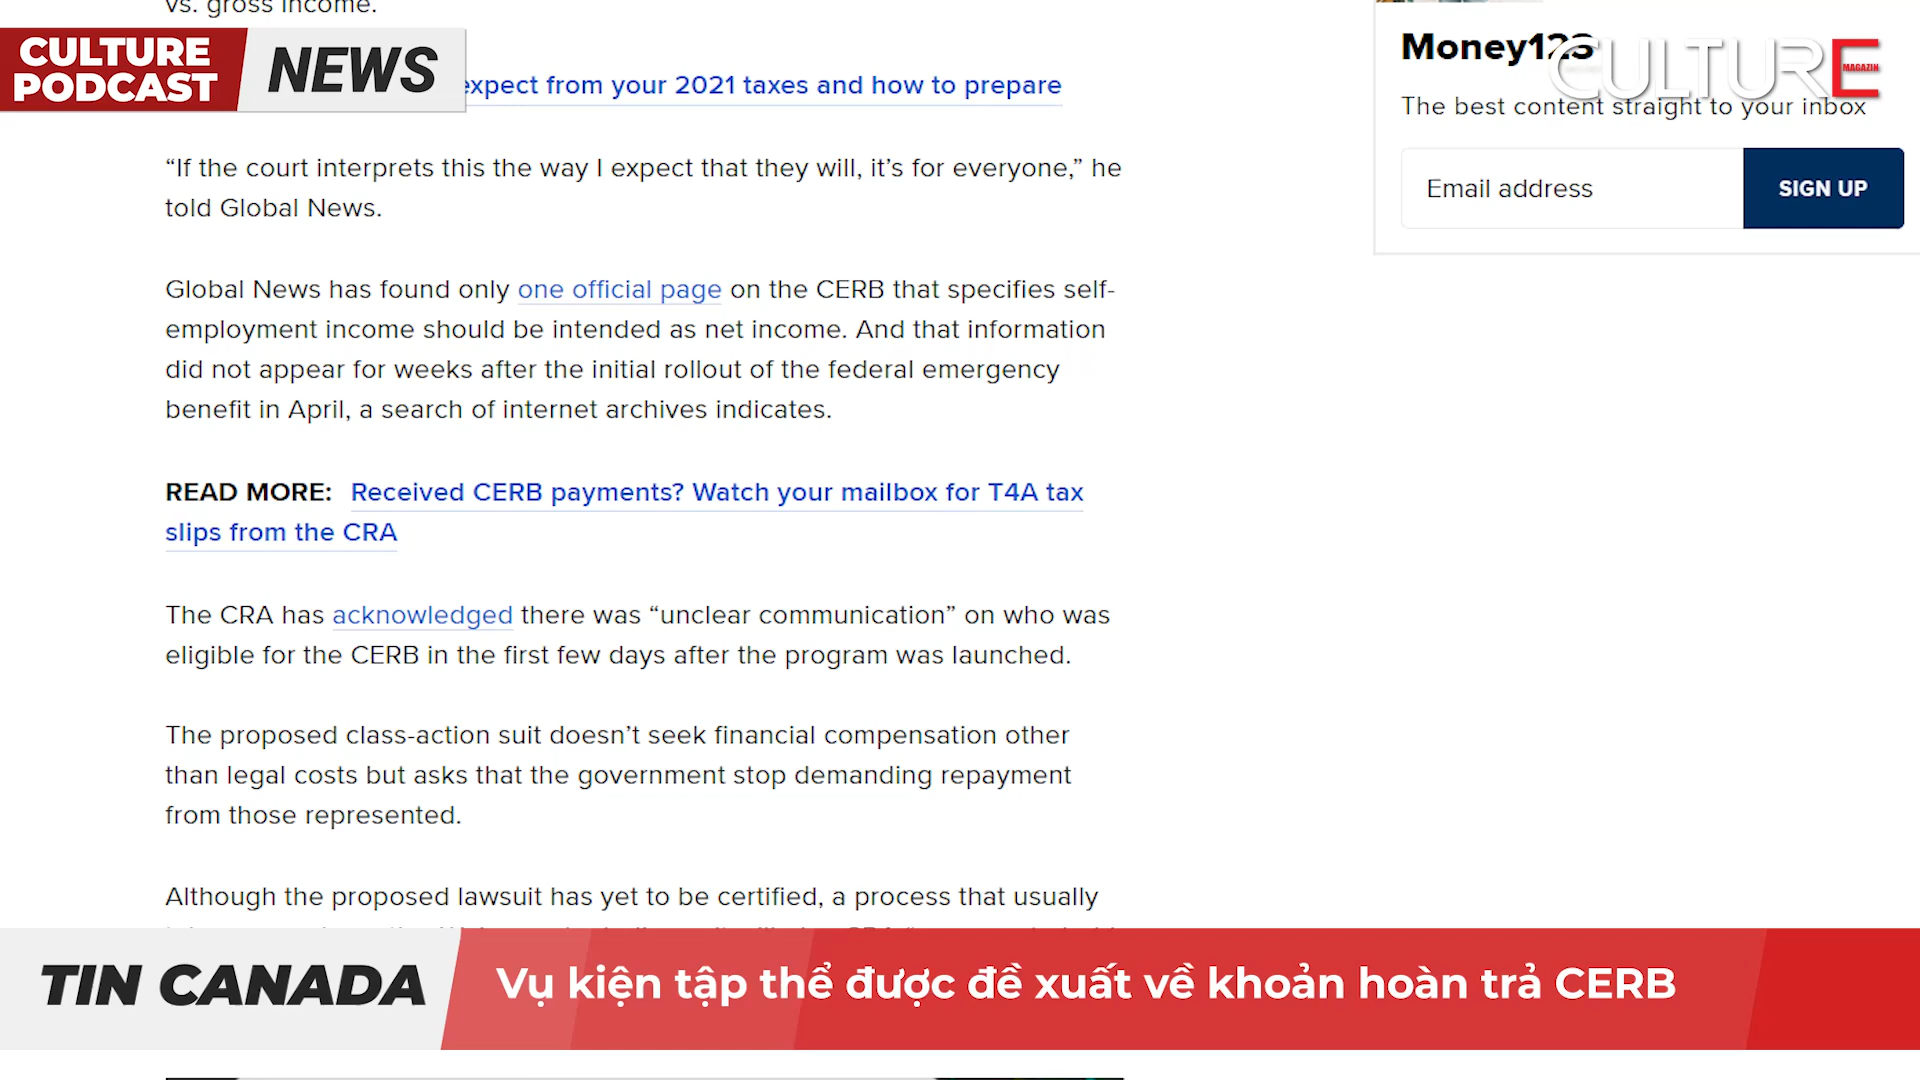 vs. gross income.
CULTURE
PODCAST
NEWS
expect from your 2021 taxes and how to prepare
“If the court interprets this the way I expect that they will, it’s for everyone,” he
told Global News.
Global News has found only one official page on the CERB that specifies self-
employment income should be intended as net income. And that information
did not appear for weeks after the initial rollout of the federal emergency
benefit in April, a search of internet archives indicates.
READ MORE: Received CERB payments? Watch your mailbox for T4A tax
slips from the CRA
The CRA has acknowledged there was “unclear communication” on who was
eligible for the CERB in the first few days after the program was launched.
The proposed class-action suit doesn’t seek financial compensation other
than legal costs but asks that the government stop demanding repayment
from those represented.
Although the proposed lawsuit has yet to be certified, a process that usually
Money123
CULTURE
MAGAZIN
The best content straight to your inbox
Email address
SIGN UP
TIN CANADA
Vụ kiện tập thể được đề xuất về khoản hoàn trả CERB